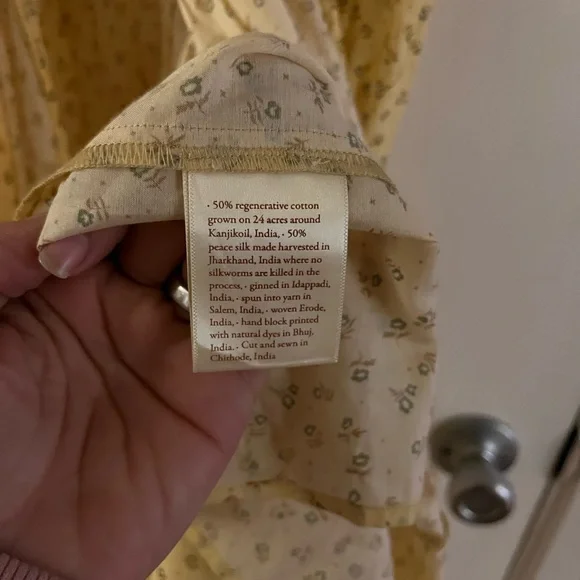 · 50% regenerative cotton
grown on 24 acres around
Kanjikoil, India, · 50%
peace silk made harvested in
Jharkhand, India where no
silkworms are killed in the
process, · ginned in Idappadi,
India, · spun into yarn in
Salem, India, · woven Erode,
India, · hand block printed
with natural dyes in Bhuj,
India. · Cut and sewn in
Chithode, India